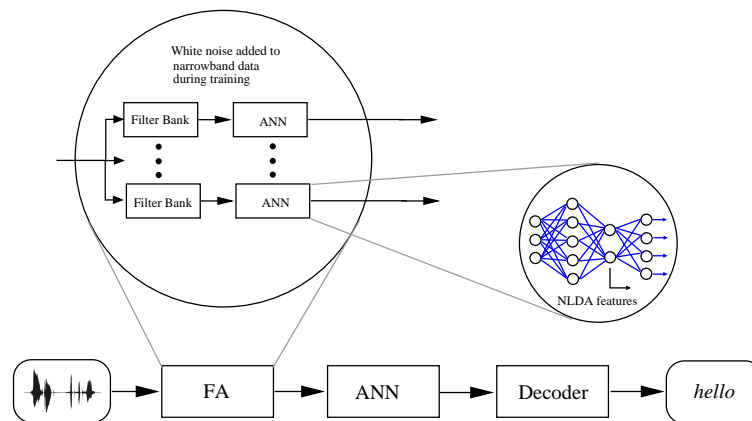 White noise added to
narrowband data
during training
Filter Bank
ANN
Filter Bank
ANN
NLDA features
FA
ANN
Decoder
hello